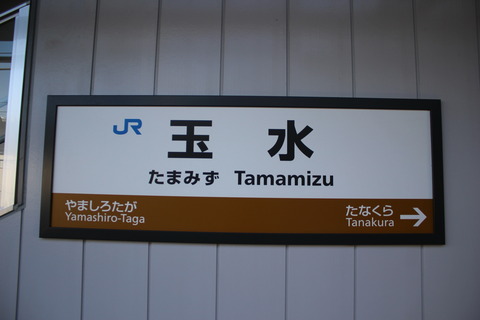 JR
玉水
たまみず Tamamizu
やましろたが
Yamashiro-Taga
たなくら
Tanakura